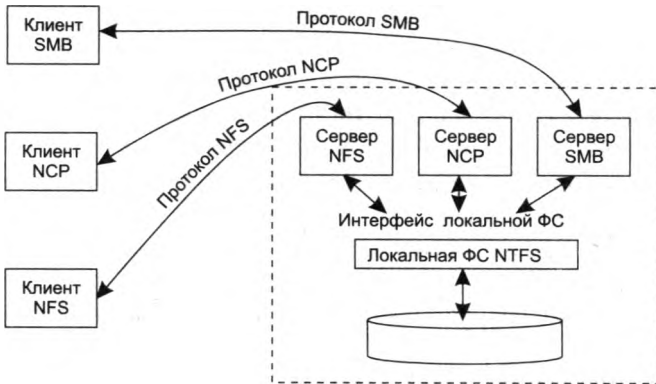 Клиент
SMB
Протокол SMB
Протокол NCP
Клиент
NCP
Протокол NFS
Сервер
NFS
Сервер
NCP
Сервер
SMB
Интерфейс локальной ФС
Локальная ФС NTFS
Клиент
NFS